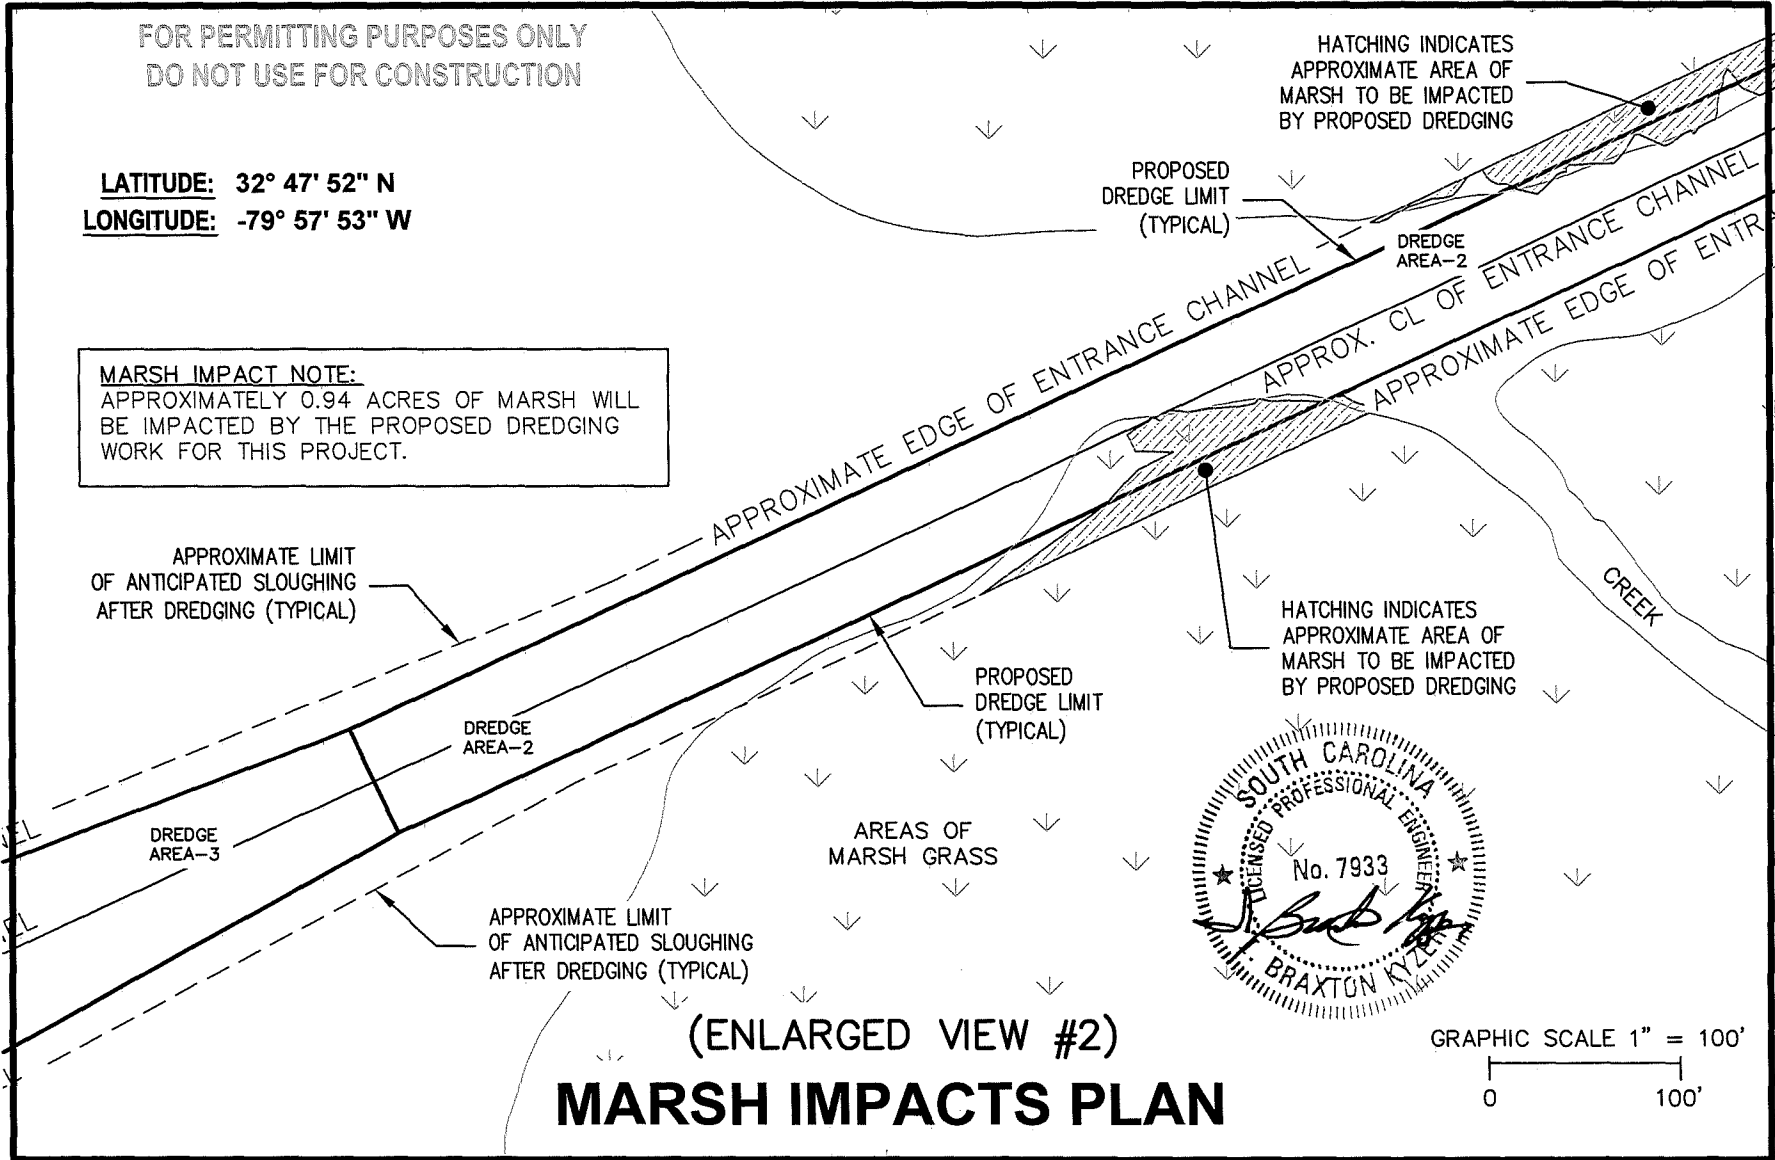 FOR PERMITTING PURPOSES ONLY
DO NOT USE FOR CONSTRUCTION
LATITUDE: 32° 47' 52" N
LONGITUDE: -79° 57' 53" W
HATCHING INDICATES
APPROXIMATE AREA OF
MARSH TO BE IMPACTED
BY PROPOSED DREDGING
PROPOSED
DREDGE LIMIT
(TYPICAL)
DREDGE
AREA-2
APPROXIMATE EDGE OF ENTRANCE CHANNEL
APPROX. CL OF ENTRANCE CHANNEL
APPROXIMATE EDGE OF ENTR
MARSH IMPACT NOTE:
APPROXIMATELY 0.94 ACRES OF MARSH WILL
BE IMPACTED BY THE PROPOSED DREDGING
WORK FOR THIS PROJECT.
APPROXIMATE LIMIT
OF ANTICIPATED SLOUGHING
AFTER DREDGING (TYPICAL)
CREEK
HATCHING INDICATES
APPROXIMATE AREA OF
MARSH TO BE IMPACTED
BY PROPOSED DREDGING
PROPOSED
DREDGE LIMIT
(TYPICAL)
DREDGE
AREA-2
DREDGE
AREA-3
NEL
NEL
AREAS OF
MARSH GRASS
APPROXIMATE LIMIT
OF ANTICIPATED SLOUGHING
AFTER DREDGING (TYPICAL)
SOUTH CAROLINA
LICENSED PROFESSIONAL ENGINEER
No. 7933
BRAXTON KYZER
(ENLARGED VIEW #2)
MARSH IMPACTS PLAN
GRAPHIC SCALE 1" = 100'
0 100'